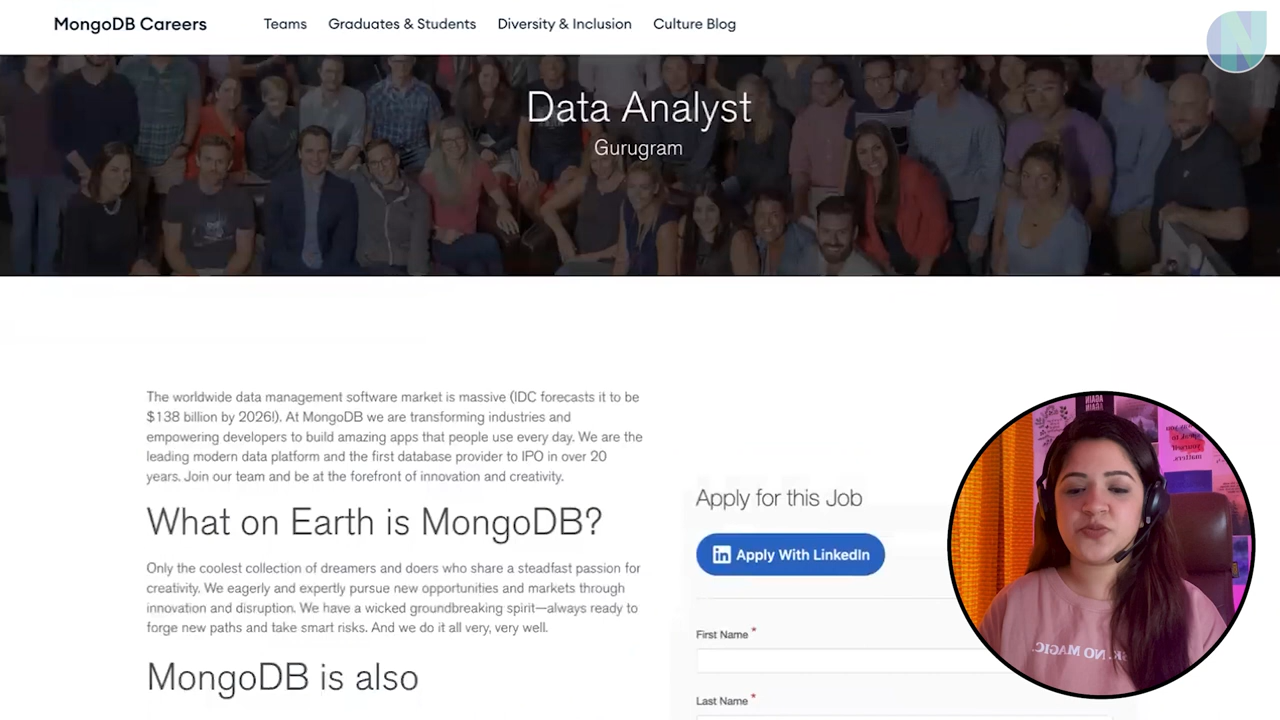 MongoDB Careers
Teams
Graduates & Students
Diversity & Inclusion
Culture Blog
N
Data Analyst
Gurugram
The worldwide data management software market is massive (IDC forecasts it to be
$138 billion by 2026!). At MongoDB we are transforming industries and
empowering developers to build amazing apps that people use every day. We are the
leading modern data platform and the first database provider to IPO in over 20
years. Join our team and be at the forefront of innovation and creativity.
What on Earth is MongoDB?
Only the coolest collection of dreamers and doers who share a steadfast passion for
creativity. We eagerly and expertly pursue new opportunities and markets through
innovation and disruption. We have a wicked groundbreaking spirit—always ready to
forge new paths and take smart risks. And we do it all very, very well.
MongoDB is also
Apply for this Job
in Apply With LinkedIn
First Name *
Last Name *
AGAIN
AGAIN
yourself
matters.
NO MAGIC.